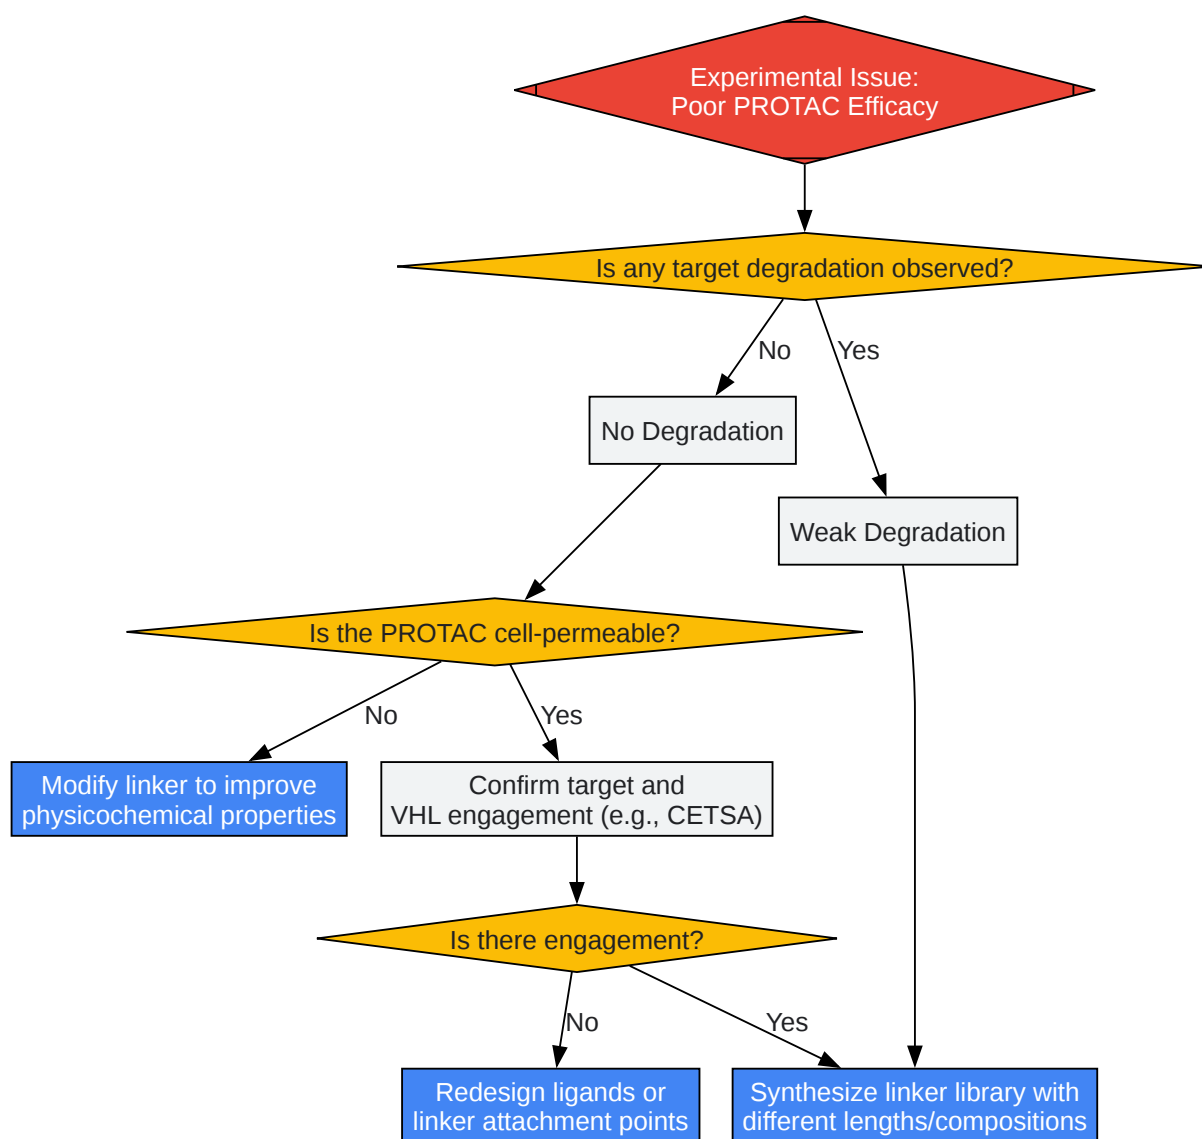 Experimental Issue:
Poor PROTAC Efficacy
Is any target degradation observed?
No
Yes
No Degradation
Weak Degradation
Is the PROTAC cell-permeable?
No
Yes
Modify linker to improve
physicochemical properties
Confirm target and
VHL engagement (e.g., CETSA)
Is there engagement?
No
Yes
Redesign ligands or
linker attachment points
Synthesize linker library with
different lengths/compositions